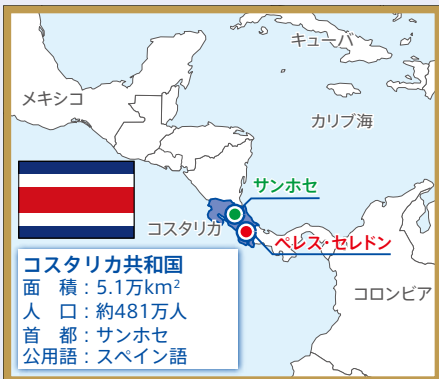 キューバ
メキシコ
カリブ海
サンホセ
コスタリカ
ペレス・セレドン
コロンビア
コスタリカ共和国
面　積：5.1万km²
人　口：約481万人
首　都：サンホセ
公用語：スペイン語